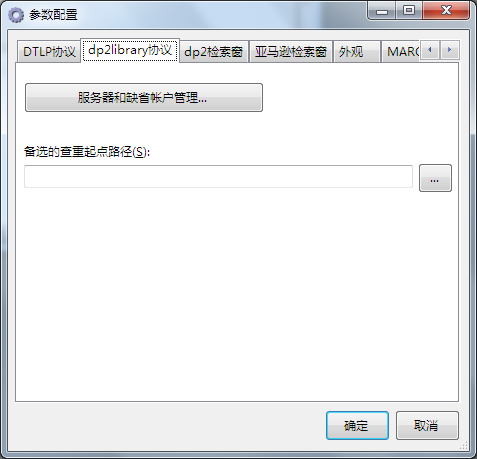 参数配置
DTLP协议 dp2library协议 dp2检索窗 亚马逊检索窗 外观 MARC
服务器和缺省帐户管理...
备选的查重起点路径(S):
...
确定 取消